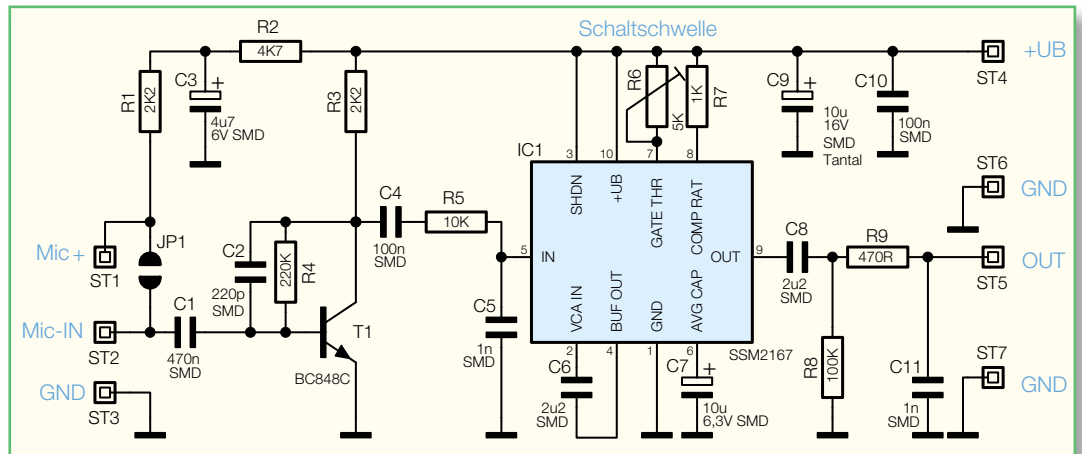 Schaltschwelle
R2
4K7
+UB
ST4
R1
2K2
C3
+
4u7
6V SMD
R3
2K2
R6
5K
R7
1K
C9
+
10u
16V
SMD
Tantal
C10
100n
SMD
IC1
3
10
7
8
SHDN
+UB
GATE THR
COMP RAT
ST6
GND
C4
100n
SMD
R5
10K
5
IN
OUT
9
C8
2u2
SMD
R9
470R
OUT
ST5
Mic +
ST1
JP1
C2
220p
SMD
R4
220K
C5
1n
SMD
VCA IN
BUF OUT
GND
AVG CAP
2
4
1
6
SSM2167
Mic-IN
ST2
C1
470n
SMD
T1
BC848C
C6
2u2
SMD
C7
+
10u
6,3V SMD
R8
100K
C11
1n
SMD
ST7
GND
GND
ST3